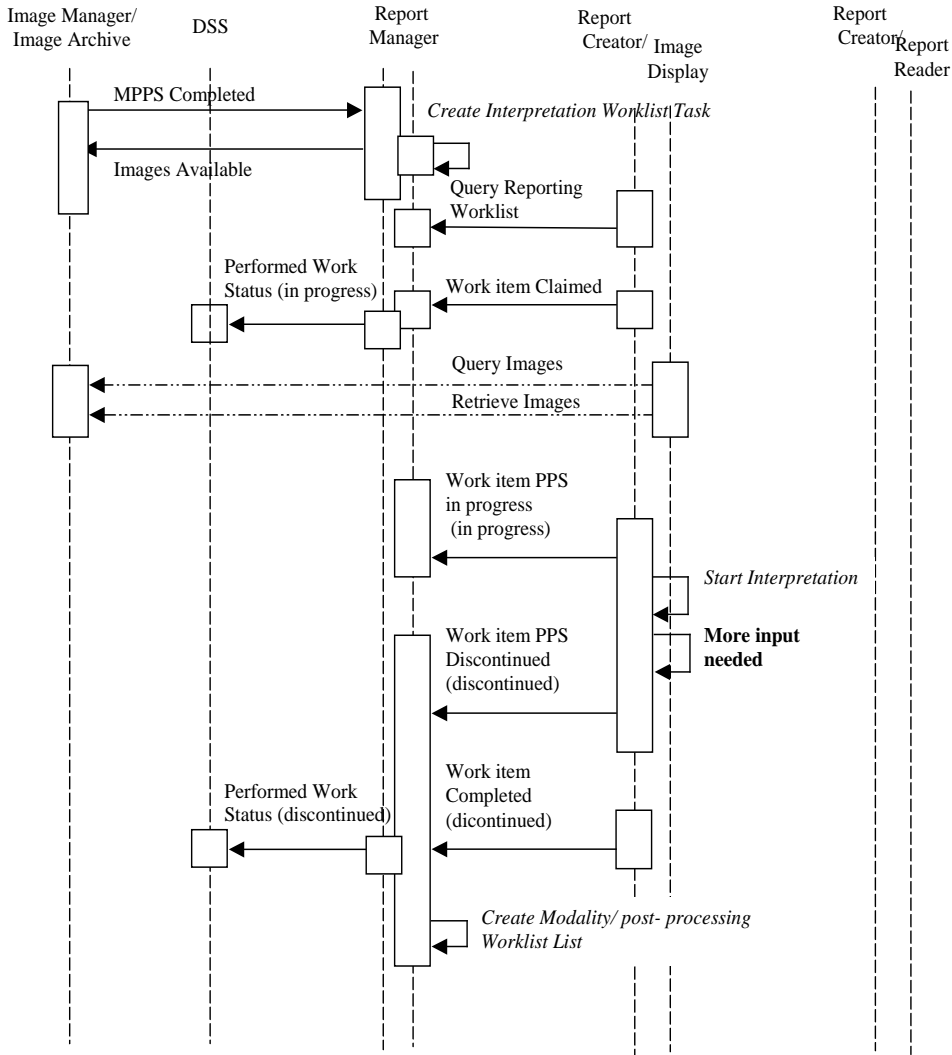 Image Manager/
Image Archive
DSS
Report
Manager
Report
Creator/
Image
Display
Report
Creator/
Report
Reader
MPPS Completed
Create Interpretation Worklist Task
Images Available
Query Reporting
Worklist
Performed Work
Status (in progress)
Work item Claimed
Query Images
Retrieve Images
Work item PPS
in progress
(in progress)
Start Interpretation
Work item PPS
Discontinued
(discontinued)
More input
needed
Work item
Completed
(dicontinued)
Performed Work
Status (discontinued)
Create Modality/ post- processing
Worklist List